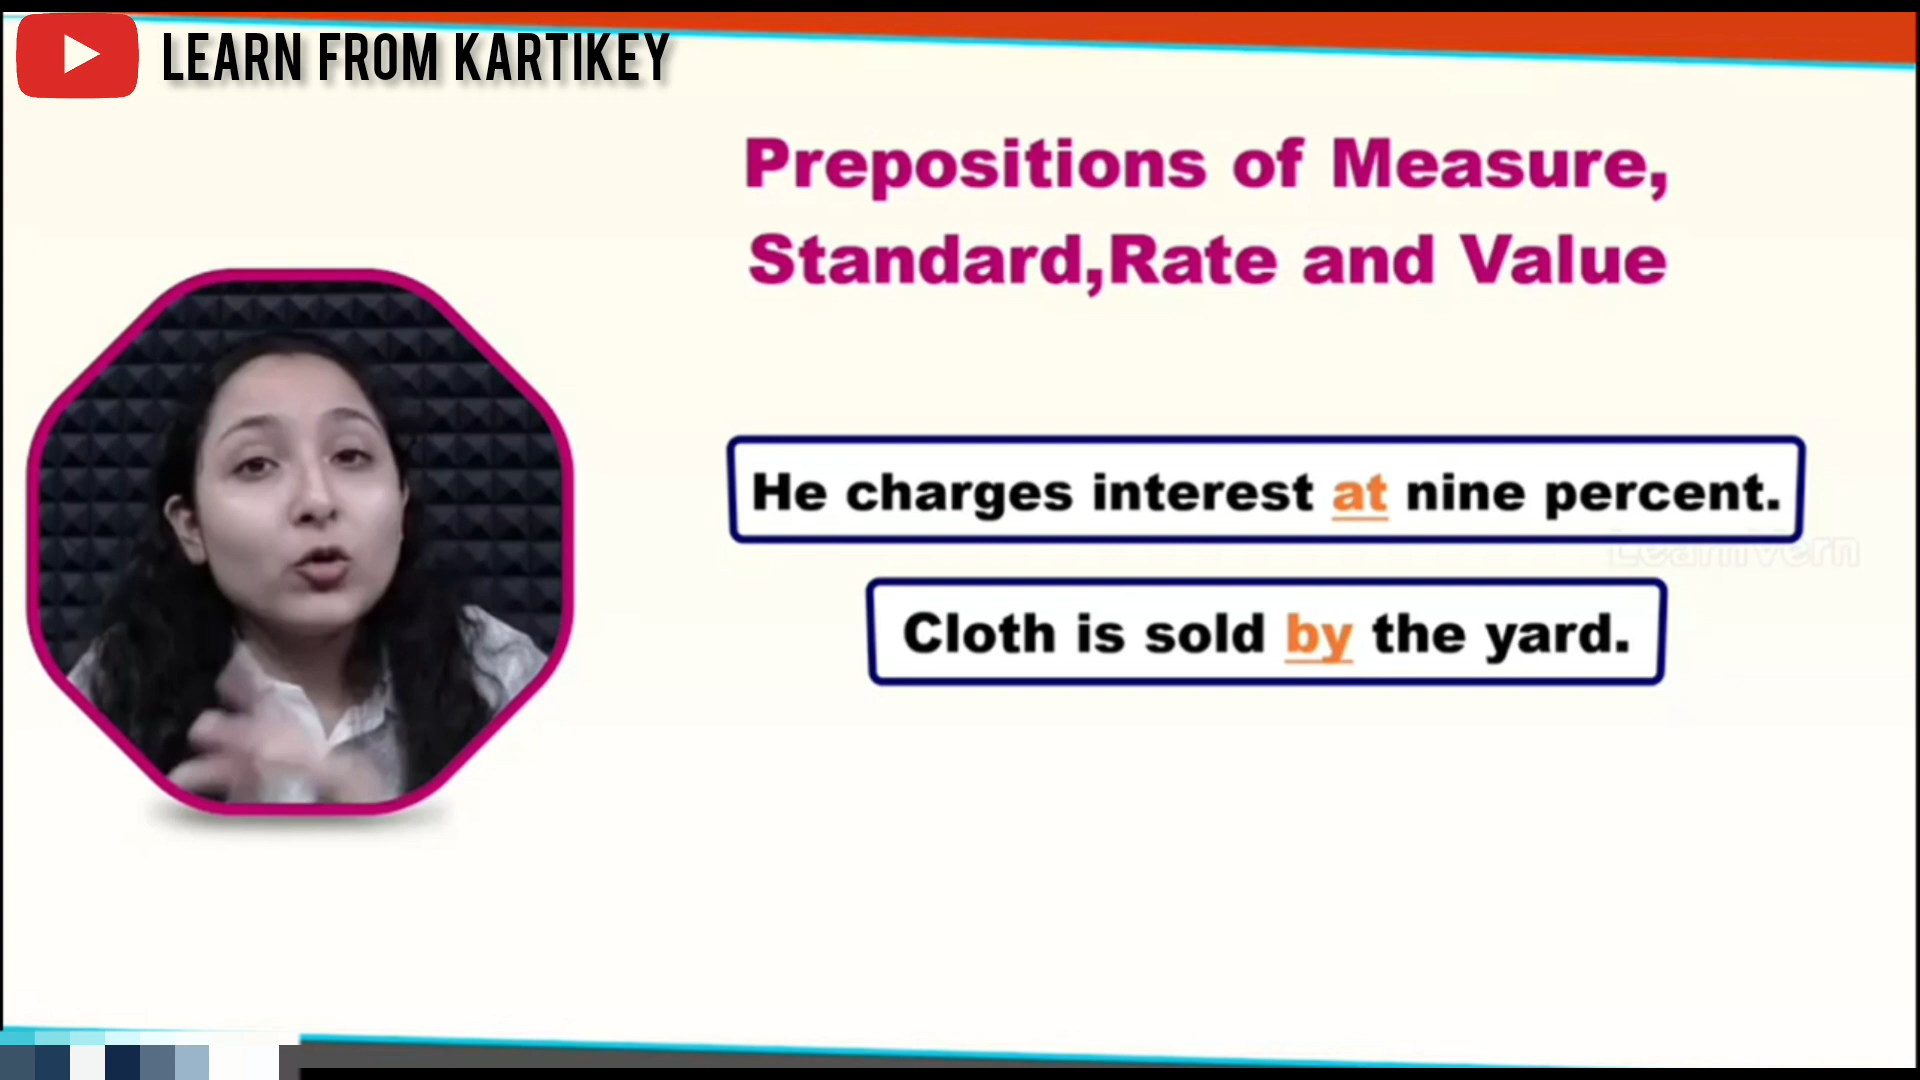 LEARN FROM KARTIKEY
Prepositions of Measure,
Standard,Rate and Value
He charges interest at nine percent.
LearnVern
Cloth is sold by the yard.